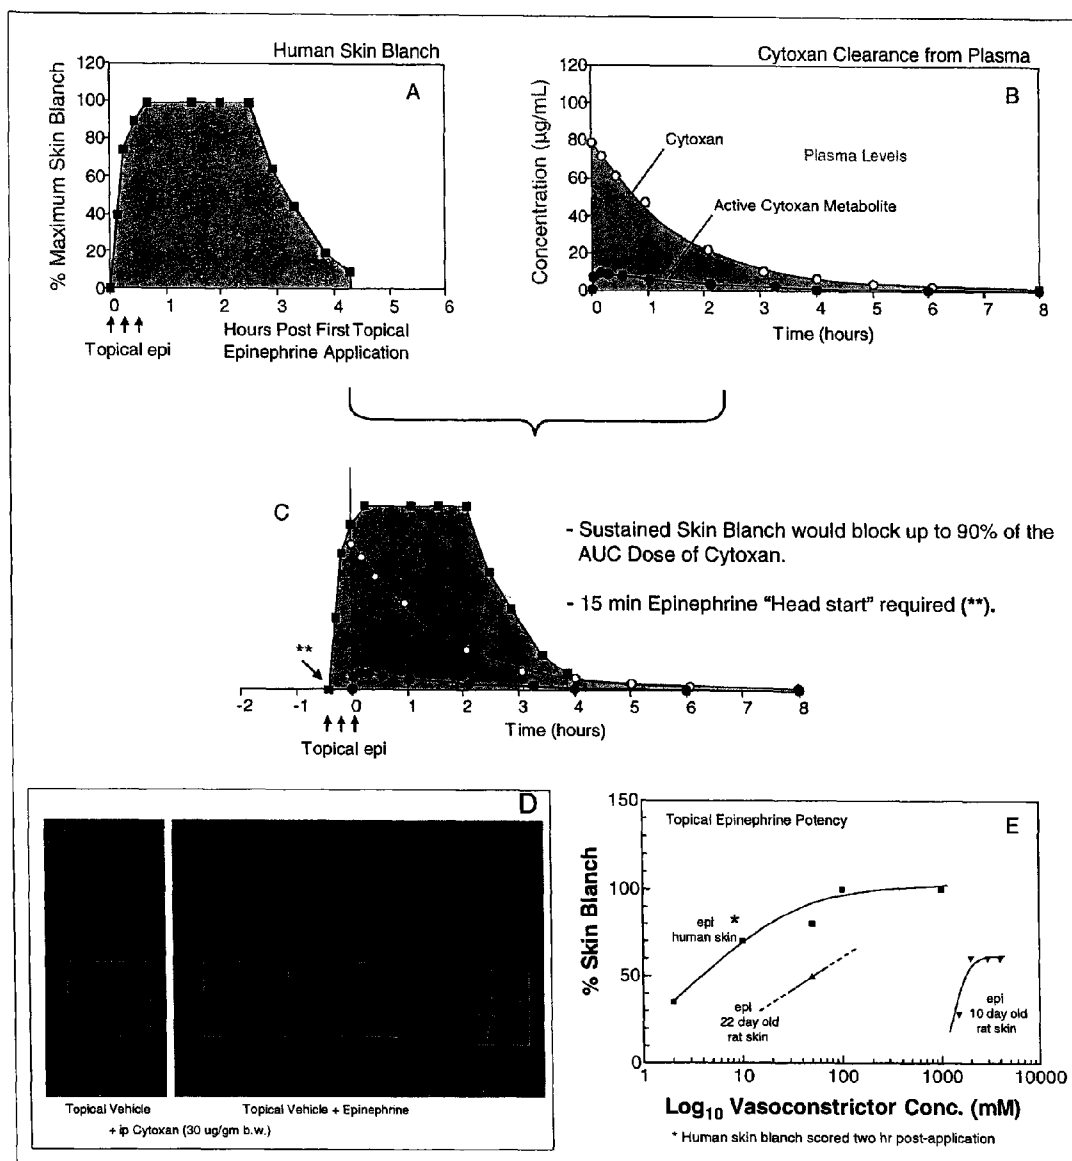 Human Skin Blanch
A
% Maximum Skin Blanch
120
100
80
60
40
20
0
0 1 2 3 4 5 6
Topical epi
Hours Post First Topical
Epinephrine Application
Cytoxan Clearance from Plasma
B
Concentration (µg/mL)
120
100
80
60
40
20
0
Cytoxan
Plasma Levels
Active Cytoxan Metabolite
0 1 2 3 4 5 6 7 8
Time (hours)
C
**
-2 -1 0 1 2 3 4 5 6 7 8
Topical epi
Time (hours)
- Sustained Skin Blanch would block up to 90% of the
AUC Dose of Cytoxan.
- 15 min Epinephrine “Head start” required (**).
D
Topical Vehicle
Topical Vehicle + Epinephrine
+ ip Cytoxan (30 ug/gm b.w.)
E
Topical Epinephrine Potency
% Skin Blanch
150
100
50
0
epi *
human skin
epi
22 day old
rat skin
epi
10 day old
rat skin
1 10 100 1000 10000
Log10 Vasoconstrictor Conc. (mM)
* Human skin blanch scored two hr post-application